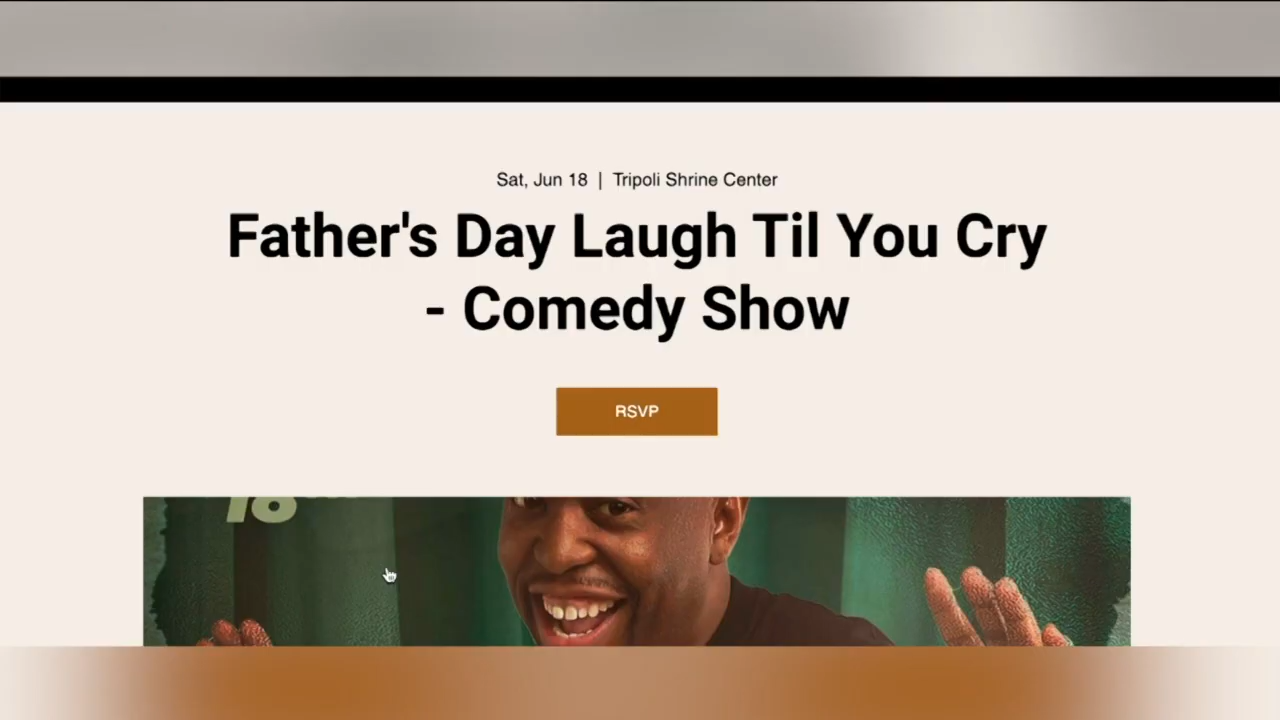 Sat, Jun 18 | Tripoli Shrine Center
Father's Day Laugh Til You Cry
- Comedy Show
RSVP
18